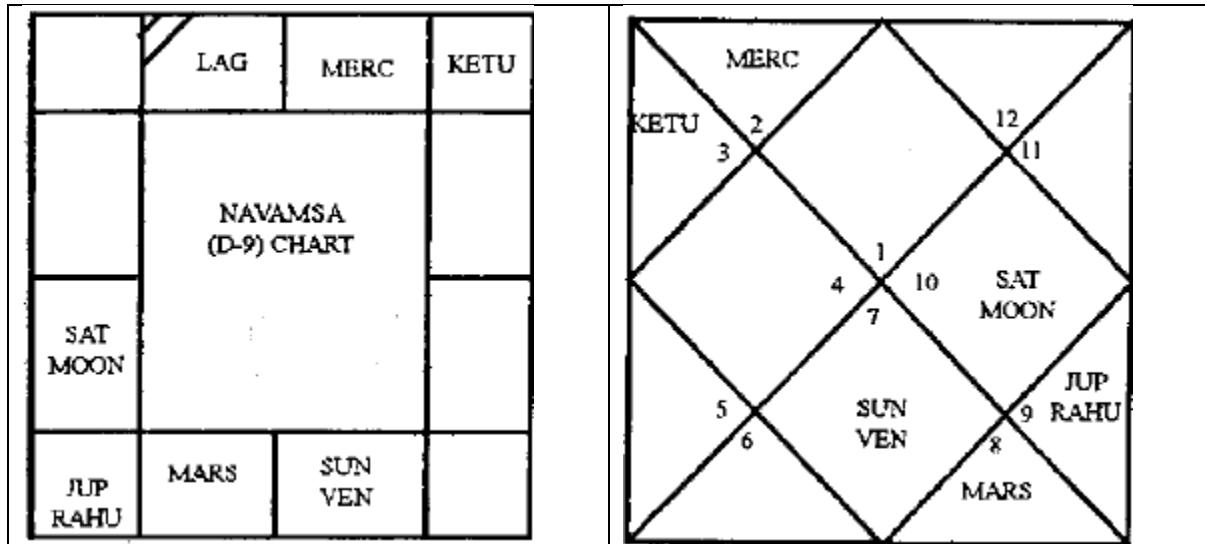 LAG
MERC
KETU
NAVAMSA
(D-9) CHART
SAT
MOON
JUP
RAHU
MARS
SUN
VEN
MERC
KETU
2
3
12
11
1
4
10
7
SAT
MOON
5
6
SUN
VEN
9
8
JUP
RAHU
MARS